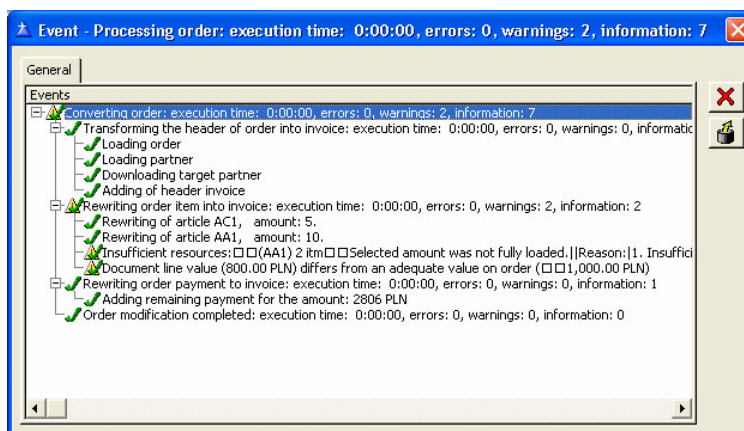 Event - Processing order: execution time:  0:00:00, errors: 0, warnings: 2, information: 7
General
Events
Converting order: execution time:  0:00:00, errors: 0, warnings: 2, information: 7
Transforming the header of order into invoice: execution time:  0:00:00, errors: 0, warnings: 0, informatic
Loading order
Loading partner
Downloading target partner
Adding of header invoice
Rewriting order item into invoice: execution time:  0:00:00, errors: 0, warnings: 2, information: 2
Rewriting of article AC1,   amount: 5.
Rewriting of article AA1,   amount: 10.
Insufficient resources:□□(AA1) 2 itm□□Selected amount was not fully loaded.||Reason:|1. Insuffici
Document line value (800.00 PLN) differs from an adequate value on order (□□1,000.00 PLN)
Rewriting order payment to invoice: execution time:  0:00:00, errors: 0, warnings: 0, information: 1
Adding remaining payment for the amount: 2806 PLN
Order modification completed: execution time:  0:00:00, errors: 0, warnings: 0, information: 0